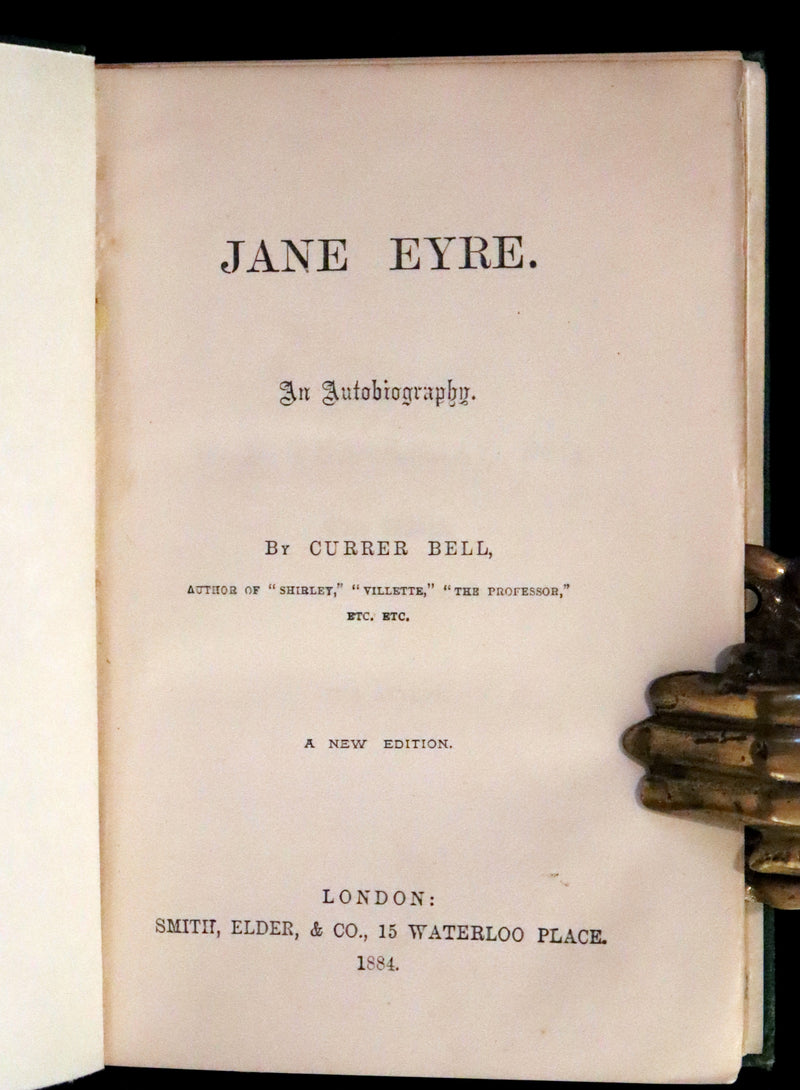 JANE EYRE.
An Autobiography.
By CURRER BELL,
AUTHOR OF "SHIRLEY," "VILLETTE," "THE PROFESSOR,"
ETC. ETC.
A NEW EDITION.
LONDON:
SMITH, ELDER, & CO., 15 WATERLOO PLACE.
1884.